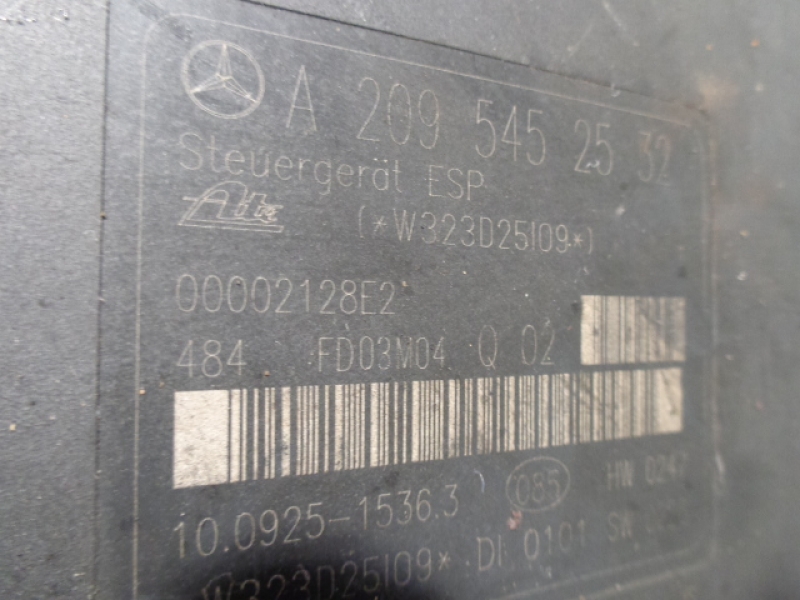 A 209 545 25 32
Steuergerät ESP
Ate (*W323D25I09*)
00002128E2
484 FD03M04 Q 02
10.0925-1536.3 085 HW 0247
W323D25I09* DI 0101 SW